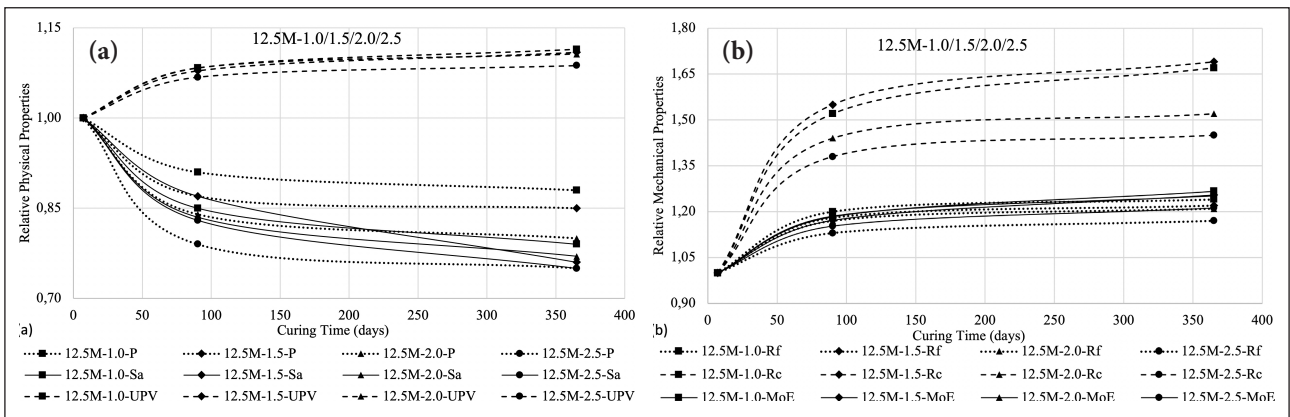 (a)
12.5M-1.0/1.5/2.0/2.5
Relative Physical Properties
1,15
1,00
0,85
0,70
0
50
100
150
200
250
300
350
400
Curing Time (days)
(a)
12.5M-1.0-P
12.5M-1.5-P
12.5M-2.0-P
12.5M-2.5-P
12.5M-1.0-Sa
12.5M-1.5-Sa
12.5M-2.0-Sa
12.5M-2.5-Sa
12.5M-1.0-UPV
12.5M-1.5-UPV
12.5M-2.0-UPV
12.5M-2.5-UPV
(b)
12.5M-1.0/1.5/2.0/2.5
Relative Mechanical Properties
1,80
1,65
1,50
1,35
1,20
1,05
0,90
0
50
100
150
200
250
300
350
400
Curing Time (days)
(b)
12.5M-1.0-Rf
12.5M-1.5-Rf
12.5M-2.0-Rf
12.5M-2.5-Rf
12.5M-1.0-Rc
12.5M-1.5-Rc
12.5M-2.0-Rc
12.5M-2.5-Rc
12.5M-1.0-MoE
12.5M-1.5-MoE
12.5M-2.0-MoE
12.5M-2.5-MoE